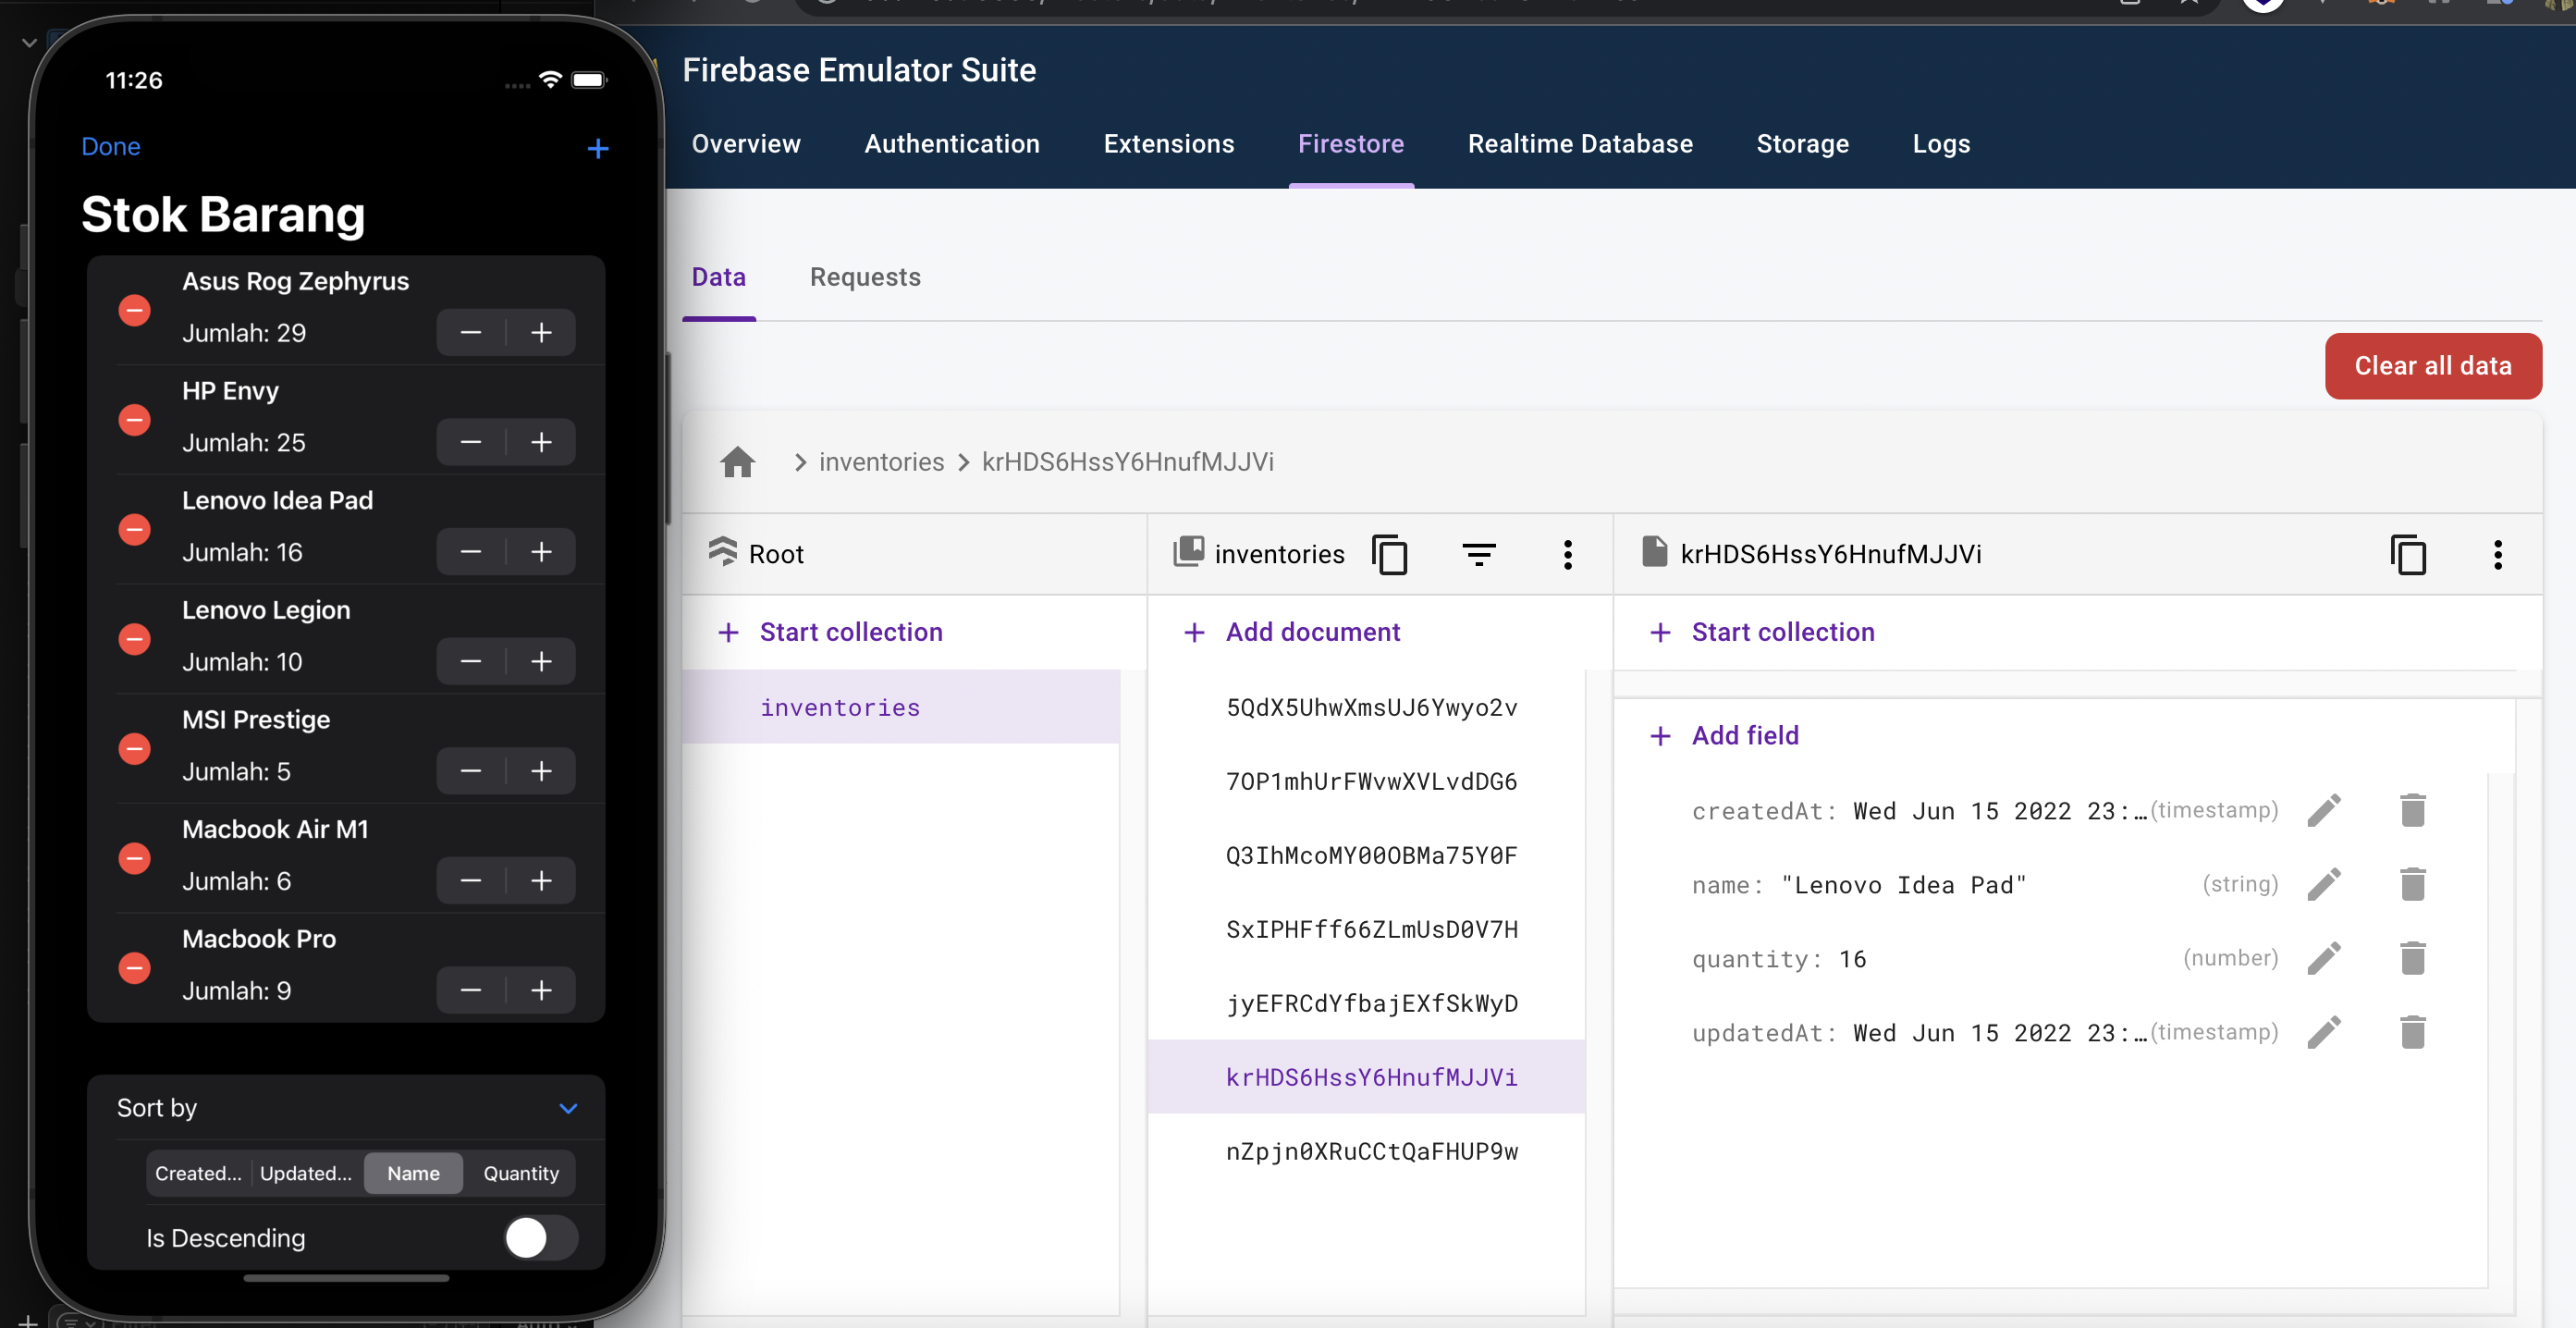 11:26
Done
+
Stok Barang
Asus Rog Zephyrus
Jumlah: 29
HP Envy
Jumlah: 25
Lenovo Idea Pad
Jumlah: 16
Lenovo Legion
Jumlah: 10
MSI Prestige
Jumlah: 5
Macbook Air M1
Jumlah: 6
Macbook Pro
Jumlah: 9
Sort by
Created... Updated... Name Quantity
Is Descending
Firebase Emulator Suite
Overview Authentication Extensions Firestore Realtime Database Storage Logs
Data Requests
Clear all data
inventories > krHDS6HssY6HnufMJJVi
Root
+ Start collection
inventories
inventories
+ Add document
5QdX5UhwXmsUJ6Ywyo2v
7OP1mhUrFWvwXVLvdDG6
Q3IhMcoMY00OBMa75Y0F
SxIPHFff66ZLmUsD0V7H
jyEFRCdYfbajEXfSkWyD
krHDS6HssY6HnufMJJVi
nZpjn0XRuCCtQaFHUP9w
krHDS6HssY6HnufMJJVi
+ Start collection
+ Add field
createdAt: Wed Jun 15 2022 23:… (timestamp)
name: "Lenovo Idea Pad" (string)
quantity: 16 (number)
updatedAt: Wed Jun 15 2022 23:… (timestamp)